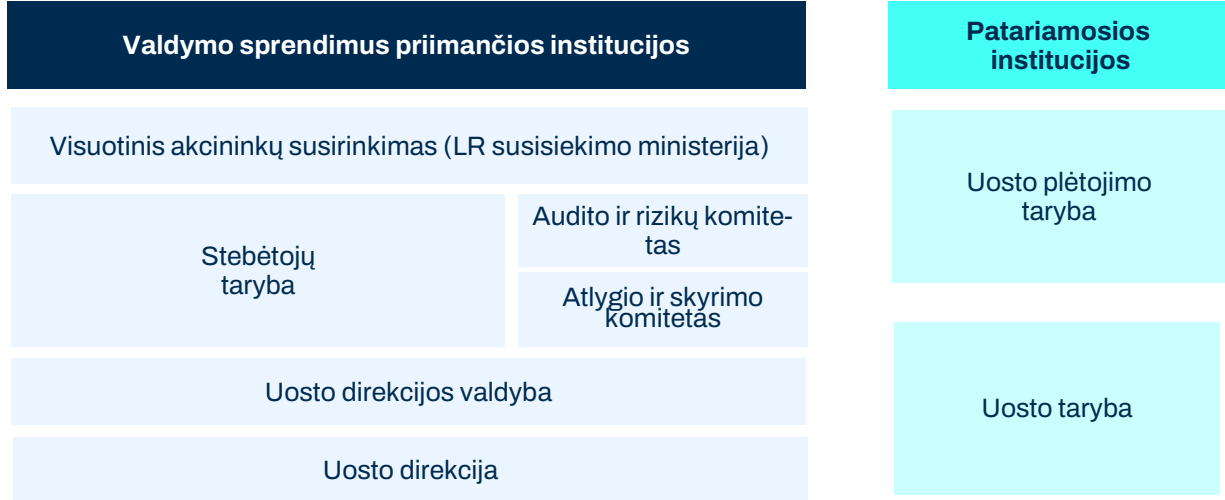 Valdymo sprendimus priimančios institucijos
Visuotinis akcininkų susirinkimas (LR susisiekimo ministerija)
Stebėtojų
taryba
Audito ir rizikų komite-
tas
Atlygio ir skyrimo
komitetas
Uosto direkcijos valdyba
Uosto direkcija
Patariamosios
institucijos
Uosto plėtojimo
taryba
Uosto taryba